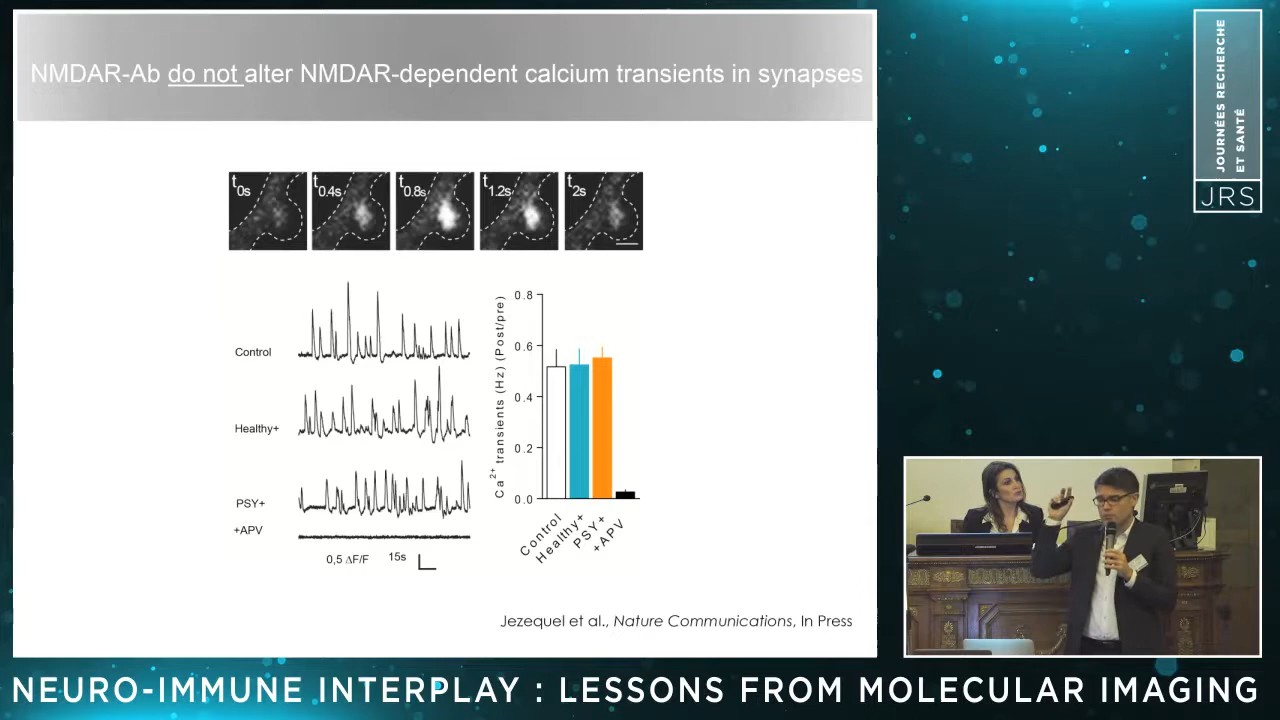 NMDAR-Ab do not alter NMDAR-dependent calcium transients in synapses
JOURNÉES RECHERCHE
ET SANTÉ
JRS
t0s
t0.4s
t0.8s
t1.2s
t2s
Control
Healthy+
PSY+
+APV
0,5 ΔF/F
15s
Ca2+ transients (Hz) (Post/pre)
0.8
0.6
0.4
0.2
0.0
Control
Healthy+
PSY+
+APV
Jezequel et al., Nature Communications, In Press
NEURO-IMMUNE INTERPLAY : LESSONS FROM MOLECULAR IMAGING